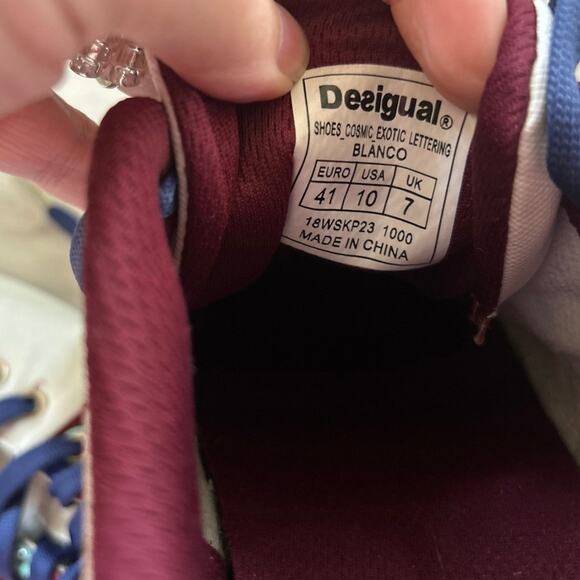 Desigual®
SHOES_COSMIC_EXOTIC LETTERING
BLANCO
EURO USA UK
41 10 7
18WSKP23 1000
MADE IN CHINA